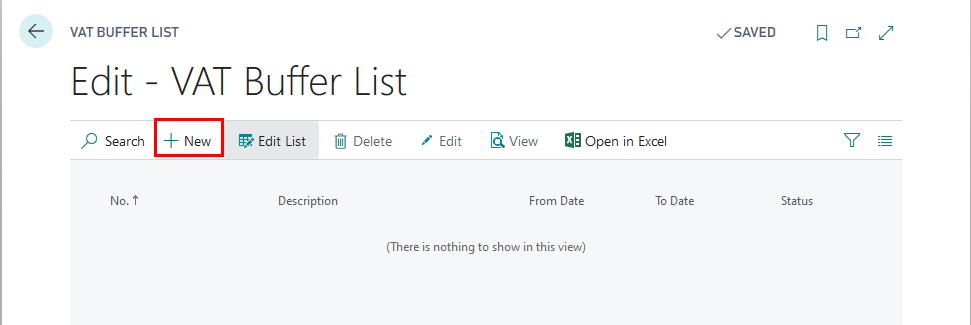 VAT BUFFER LIST
SAVED
Edit - VAT Buffer List
Search New Edit List Delete Edit View Open in Excel
No. ↑ Description From Date To Date Status
(There is nothing to show in this view)